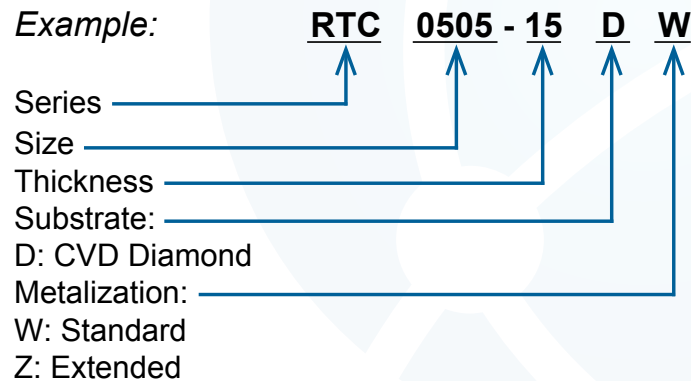 Example: RTC 0505 - 15 D W
Series
Size
Thickness
Substrate:
D: CVD Diamond
Metalization:
W: Standard
Z: Extended